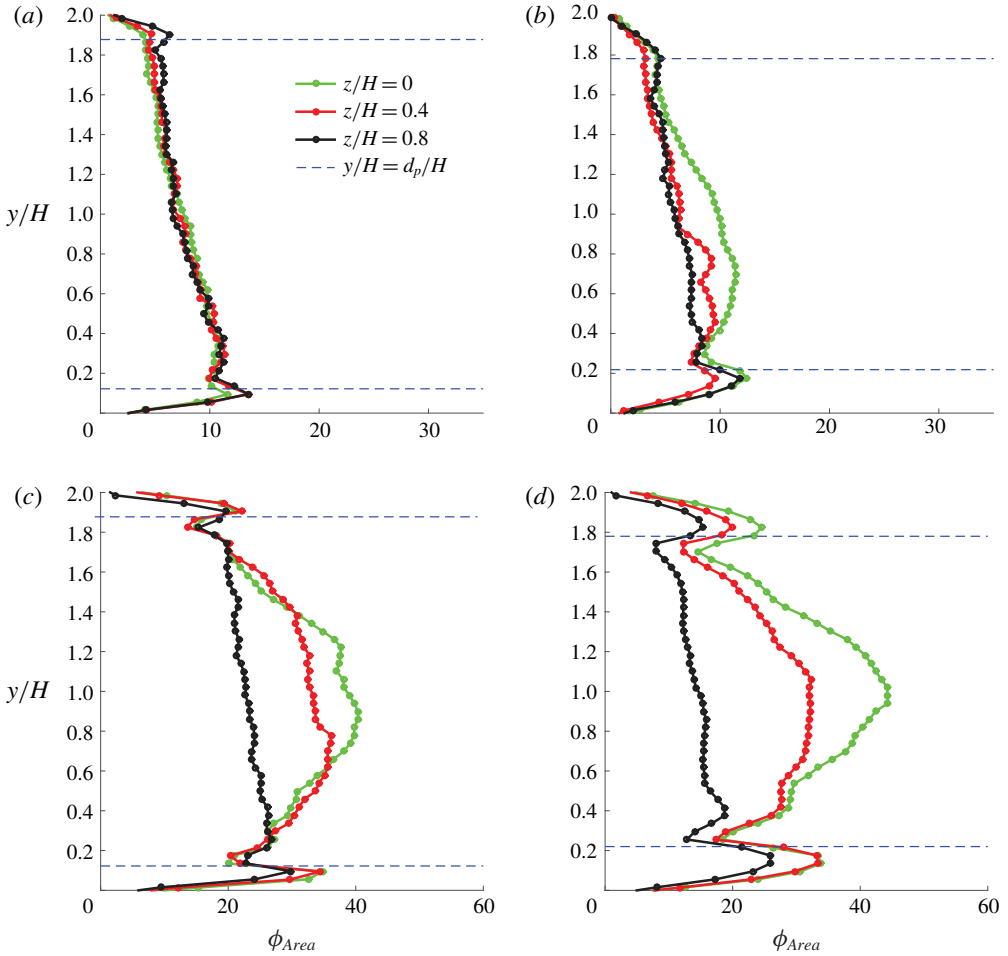 (a) (b)
2.0 2.0
1.8 1.8
z/H = 0
1.6 1.6
z/H = 0.4
1.4 z/H = 0.8 1.4
1.2 y/H = d_p/H 1.2
y/H 1.0 1.0
0.8 0.8
0.6 0.6
0.4 0.4
0.2 0.2
0 10 20 30 0 10 20 30
(c) (d)
2.0 2.0
1.8 1.8
1.6 1.6
1.4 1.4
1.2 1.2
y/H 1.0 1.0
0.8 0.8
0.6 0.6
0.4 0.4
0.2 0.2
0 20 40 60 0 20 40 60
ϕ_Area ϕ_Area